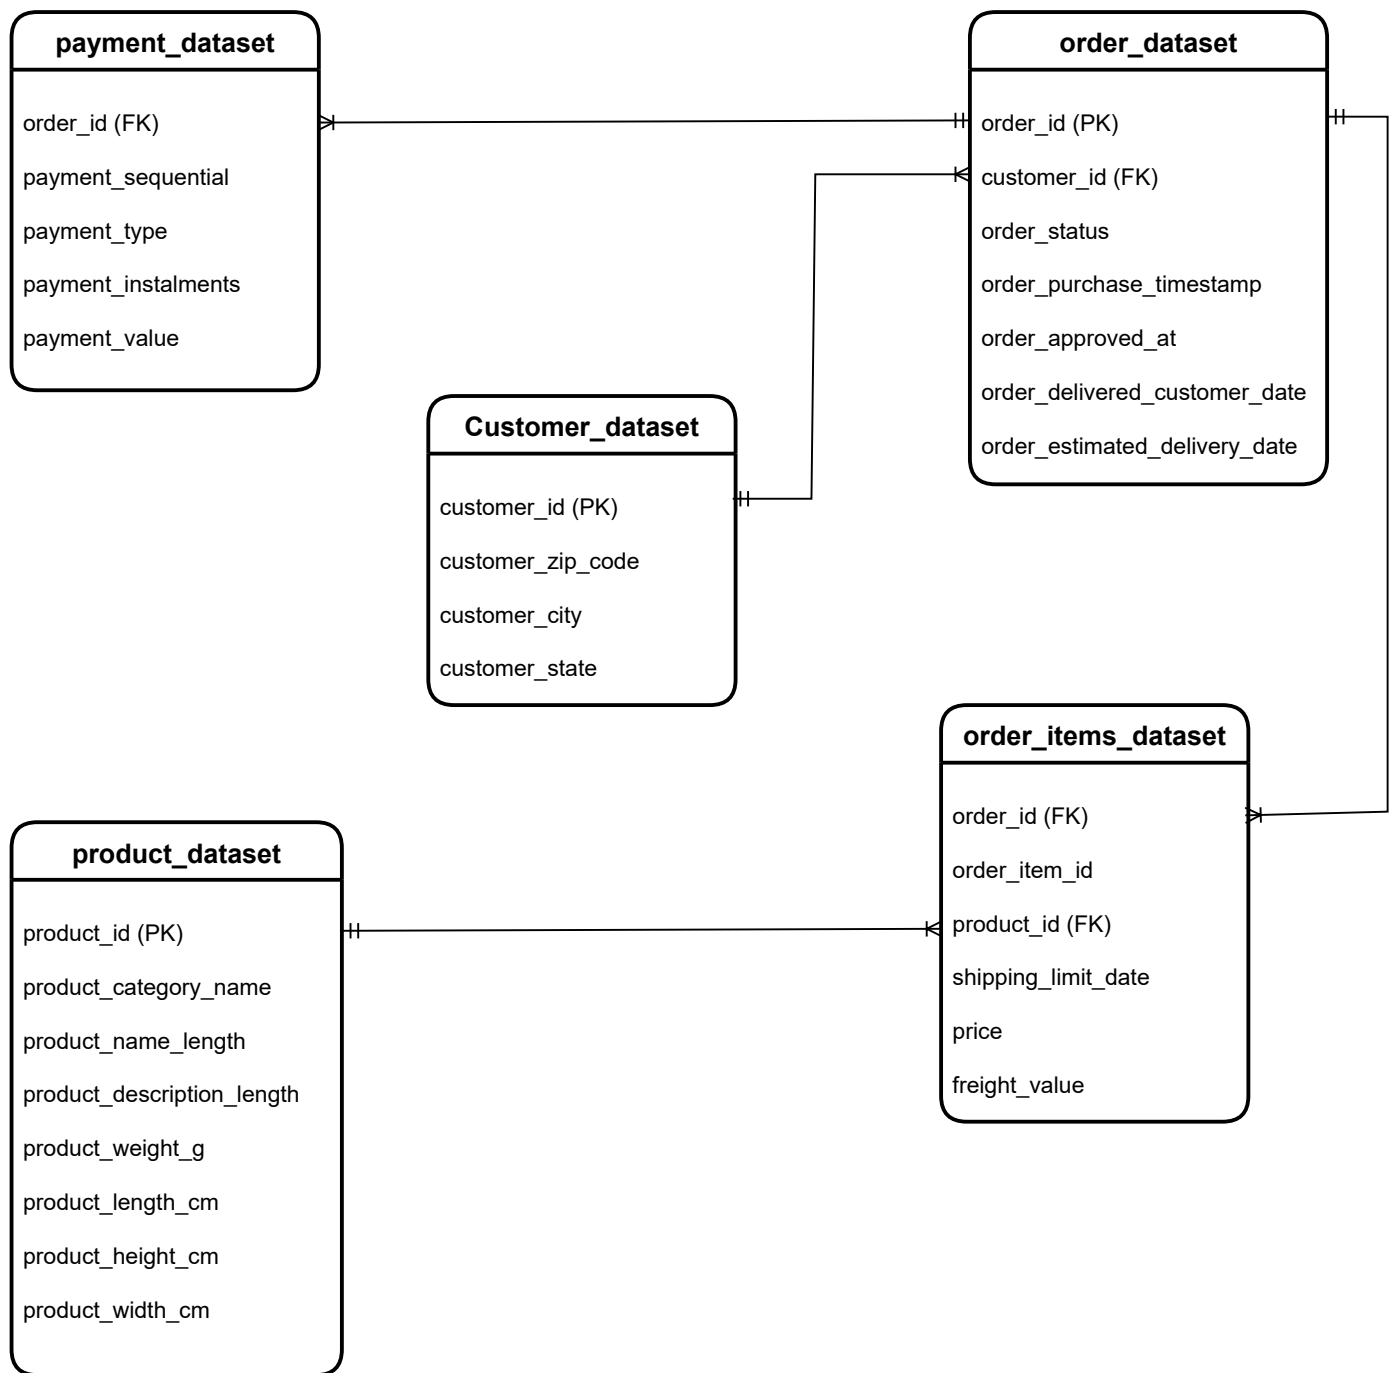 payment_dataset
order_id (FK)
payment_sequential
payment_type
payment_instalments
payment_value
order_dataset
order_id (PK)
customer_id (FK)
order_status
order_purchase_timestamp
order_approved_at
order_delivered_customer_date
order_estimated_delivery_date
Customer_dataset
customer_id (PK)
customer_zip_code
customer_city
customer_state
order_items_dataset
order_id (FK)
order_item_id
product_id (FK)
shipping_limit_date
price
freight_value
product_dataset
product_id (PK)
product_category_name
product_name_length
product_description_length
product_weight_g
product_length_cm
product_height_cm
product_width_cm